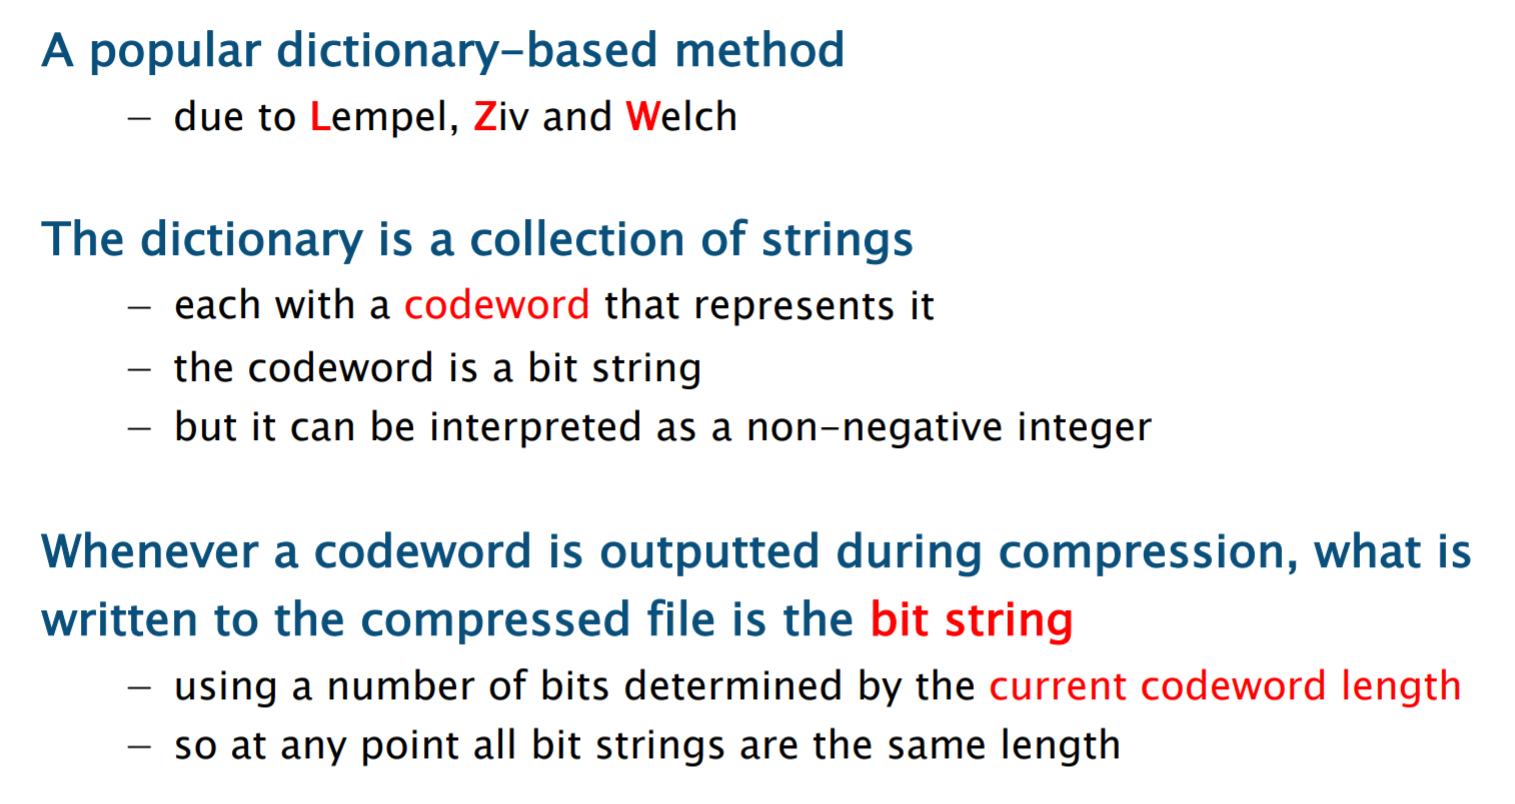 A popular dictionary-based method
– due to Lempel, Ziv and Welch
The dictionary is a collection of strings
– each with a codeword that represents it
– the codeword is a bit string
– but it can be interpreted as a non-negative integer
Whenever a codeword is outputted during compression, what is
written to the compressed file is the bit string
– using a number of bits determined by the current codeword length
– so at any point all bit strings are the same length